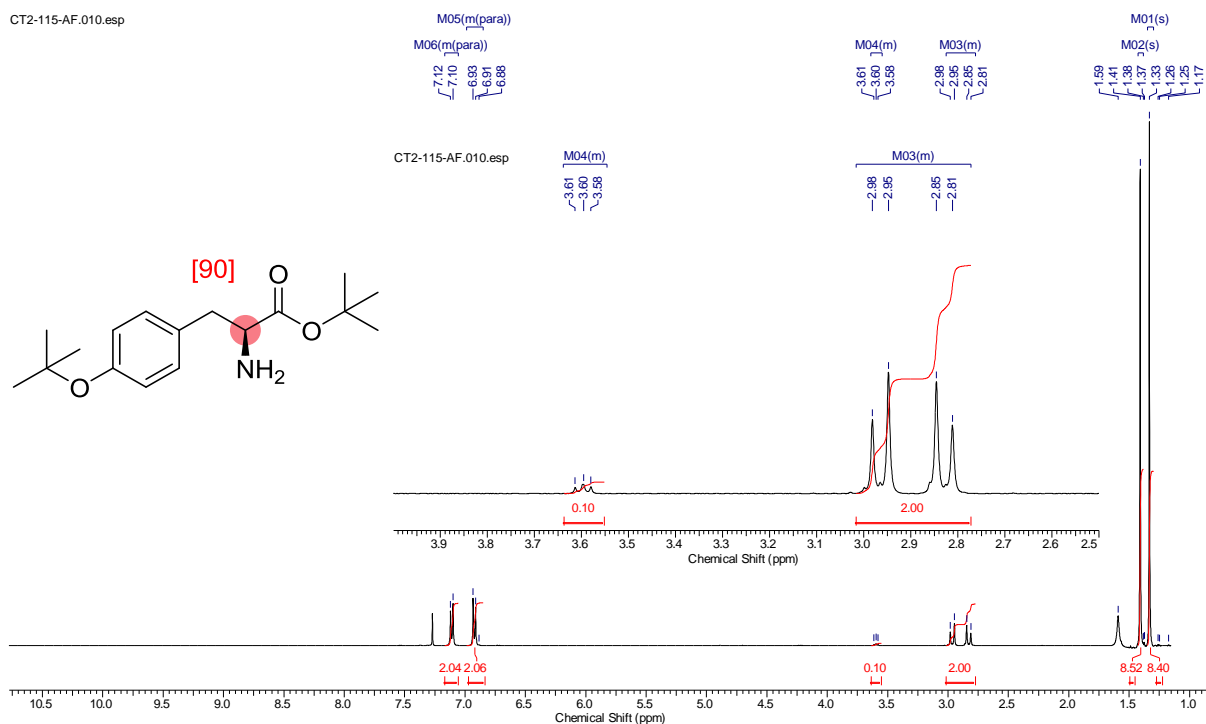 CT2-115-AF.010.esp
M05(m(para))
M01(s)
M06(m(para))
M04(m)
M03(m)
M02(s)
7.12
7.10
6.93
6.91
6.88
3.61
3.60
3.58
2.98
2.95
2.85
2.81
1.59
1.41
1.38
1.37
1.33
1.26
1.25
1.17
CT2-115-AF.010.esp
M04(m)
M03(m)
3.61
3.60
3.58
2.98
2.95
2.85
2.81
[90]
O
O
NH2
O
0.10
2.00
3.9 3.8 3.7 3.6 3.5 3.4 3.3 3.2 3.1 3.0 2.9 2.8 2.7 2.6 2.5
Chemical Shift (ppm)
2.04 2.06 0.10 2.00 8.52 8.40
10.5 10.0 9.5 9.0 8.5 8.0 7.5 7.0 6.5 6.0 5.5 5.0 4.5 4.0 3.5 3.0 2.5 2.0 1.5 1.0
Chemical Shift (ppm)